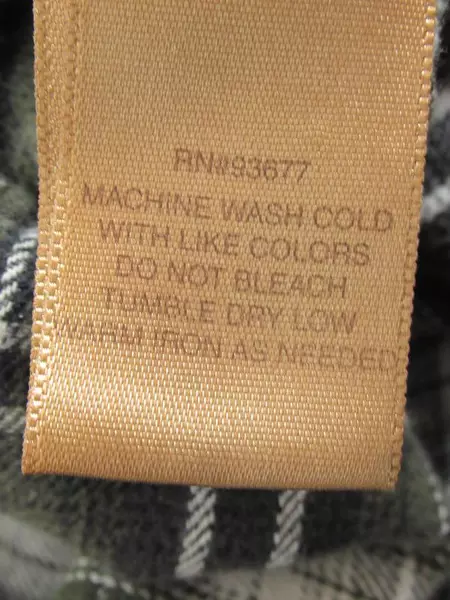 RN#93677
MACHINE WASH COLD
WITH LIKE COLORS
DO NOT BLEACH
TUMBLE DRY LOW
WARM IRON AS NEEDED